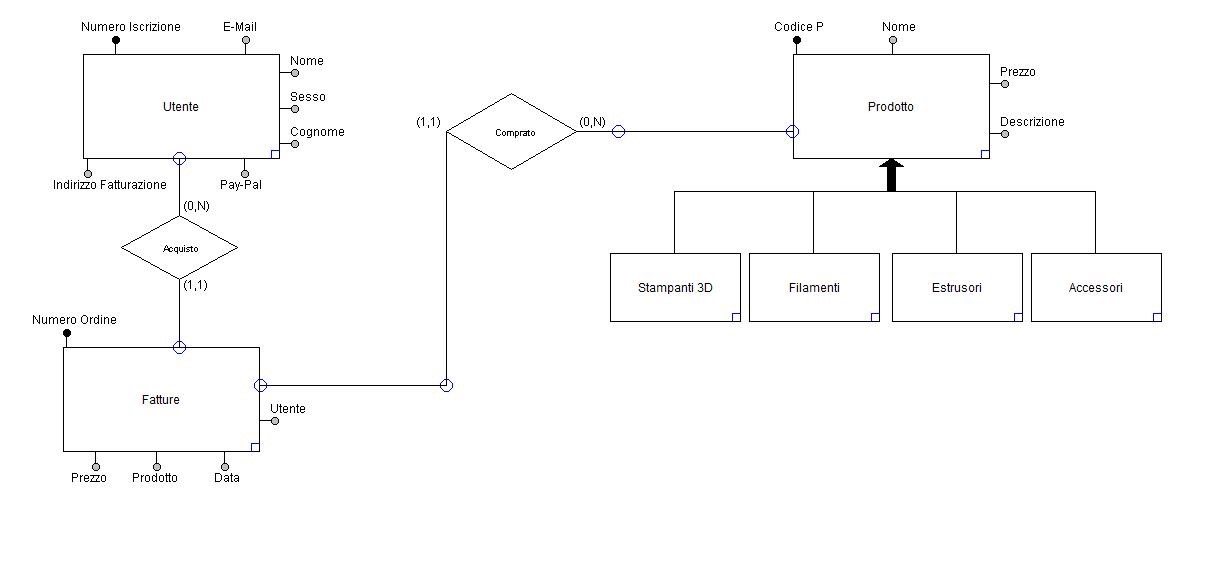 Numero Iscrizione
E-Mail
Nome
Sesso
Cognome
Utente
Indirizzo Fatturazione
Pay-Pal
(0,N)
Acquisto
(1,1)
Numero Ordine
Fatture
Utente
Prezzo
Prodotto
Data
(1,1)
Comprato
(0,N)
Codice P
Nome
Prezzo
Descrizione
Prodotto
Stampanti 3D
Filamenti
Estrusori
Accessori